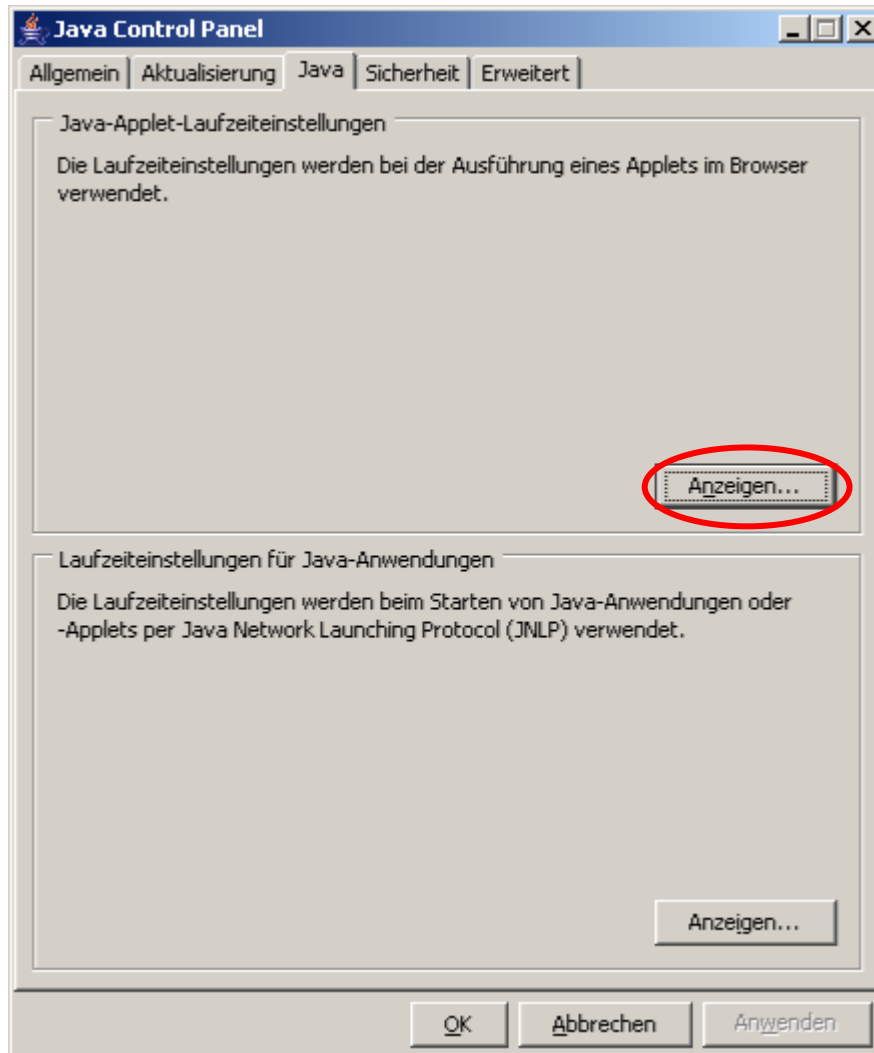 Java Control Panel
Allgemein Aktualisierung Java Sicherheit Erweitert
Java-Applet-Laufzeiteinstellungen
Die Laufzeiteinstellungen werden bei der Ausführung eines Applets im Browser
verwendet.
Anzeigen...
Laufzeiteinstellungen für Java-Anwendungen
Die Laufzeiteinstellungen werden beim Starten von Java-Anwendungen oder
-Applets per Java Network Launching Protocol (JNLP) verwendet.
Anzeigen...
OK Abbrechen Anwenden